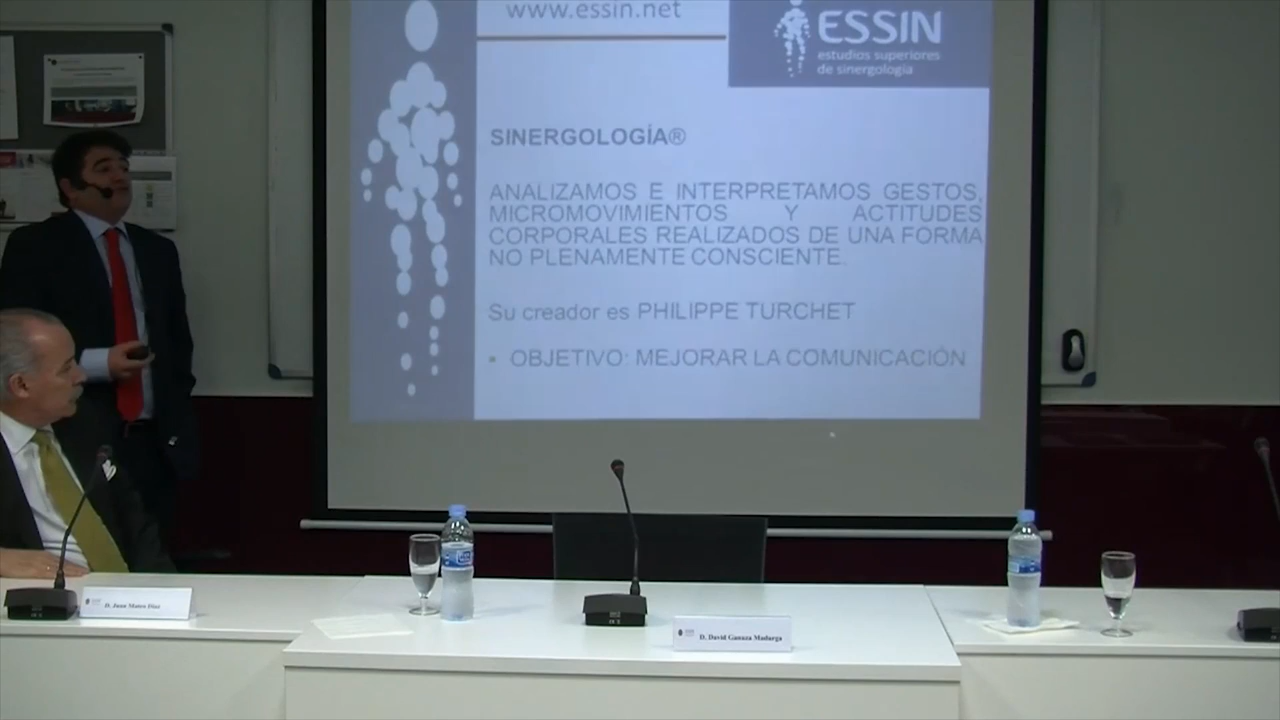 www.essin.net
ESSIN
estudios superiores
de sinergología
SINERGOLOGÍA®
ANALIZAMOS E INTERPRETAMOS GESTOS,
MICROMOVIMIENTOS Y ACTITUDES
CORPORALES REALIZADOS DE UNA FORMA
NO PLENAMENTE CONSCIENTE.
Su creador es PHILIPPE TURCHET
• OBJETIVO: MEJORAR LA COMUNICACIÓN
D. Juan Mateo Díaz
D. David Ganuza Madurga